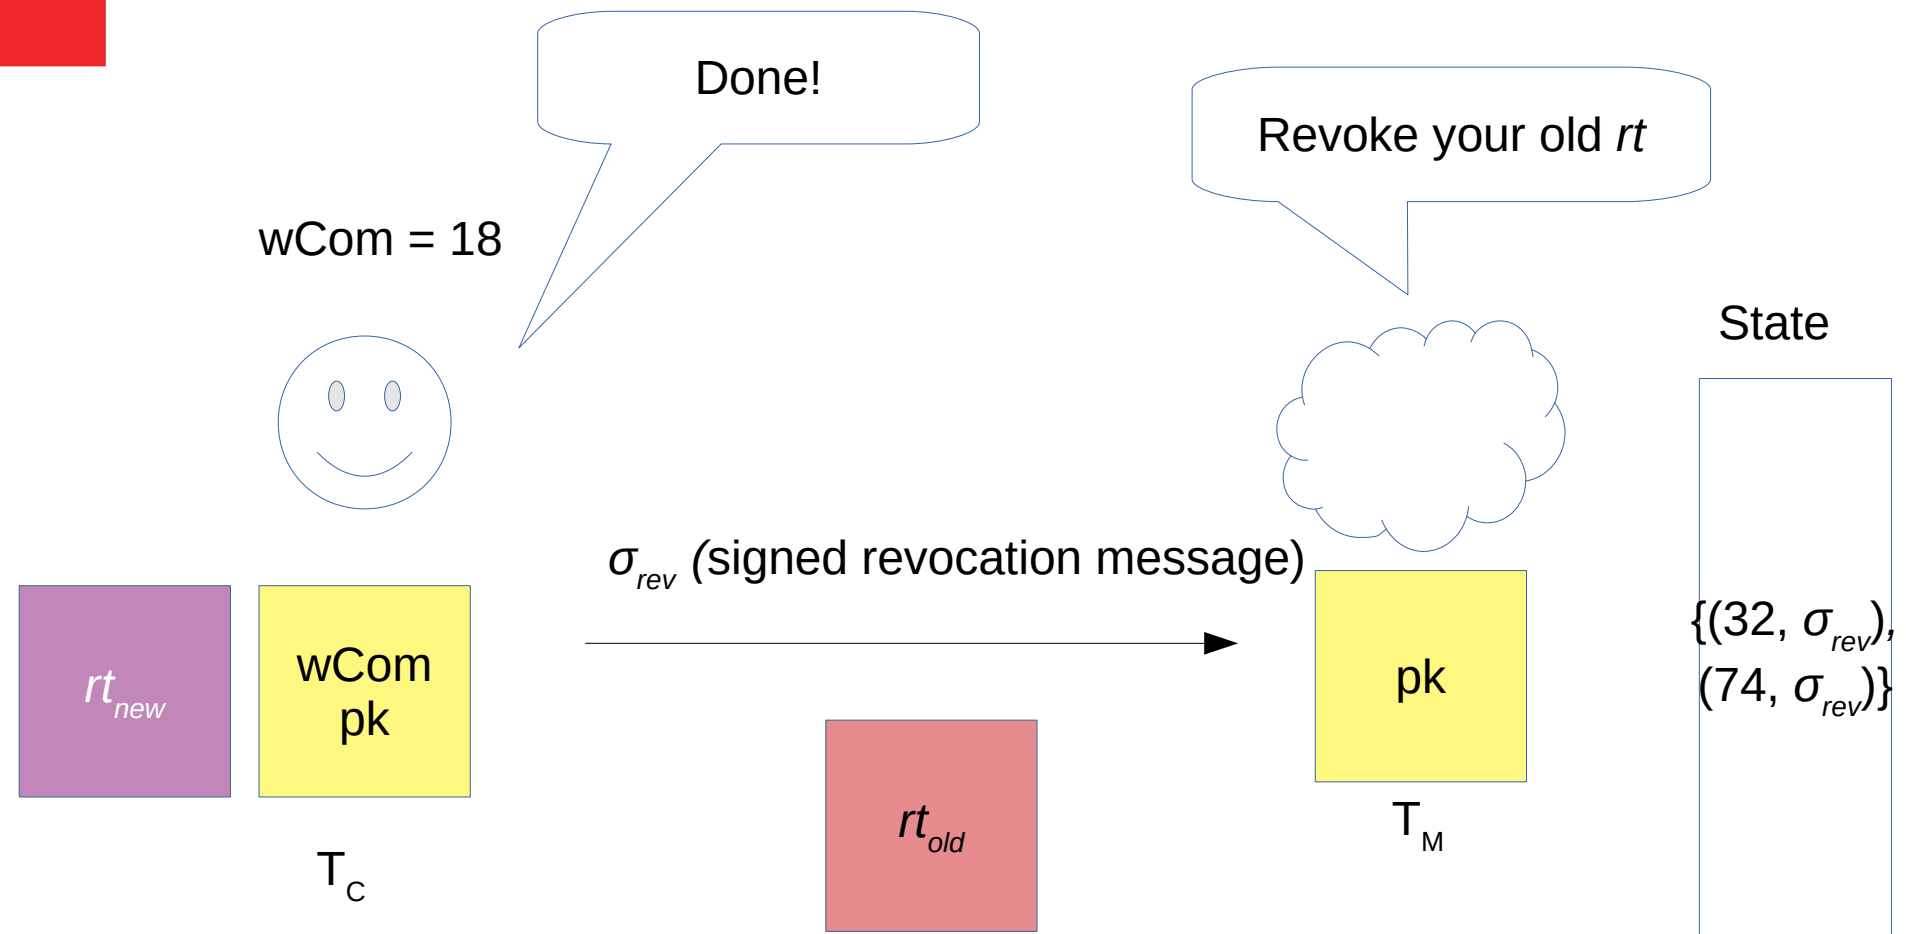 Done!
Revoke your old rt
wCom = 18
State
σrev (signed revocation message)
{(32, σrev),
(74, σrev)}
rtnew
wCom
pk
pk
rtold
TM
TC